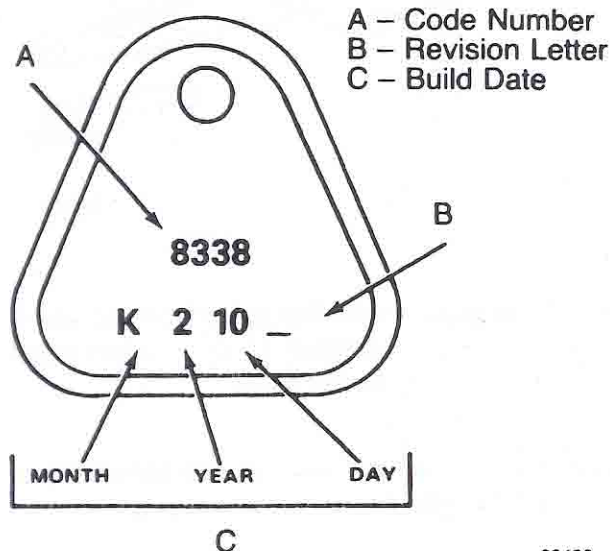 A – Code Number
B – Revision Letter
C – Build Date
A
B
8338
K 2 10 _
MONTH YEAR DAY
C